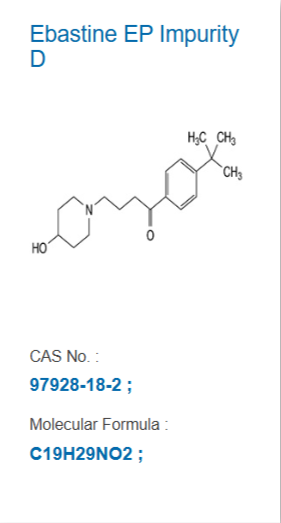 Ebastine EP Impurity
D
H₃C CH₃
CH₃
N
O
HO
CAS No. :
97928-18-2 ;
Molecular Formula :
C19H29NO2 ;